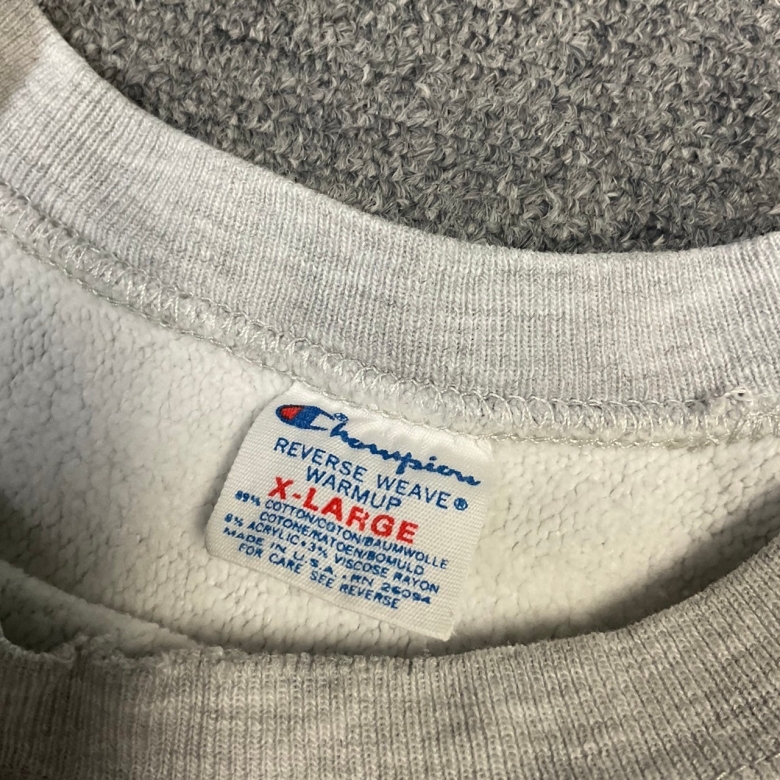 Champion®
REVERSE WEAVE®
WARMUP
X-LARGE
89% COTTON/COTON/BAUMWOLLE
COTONE/KATOEN/BOMULD
8% ACRYLIC•3% VISCOSE RAYON
MADE IN U.S.A.•RN 26094
FOR CARE SEE REVERSE